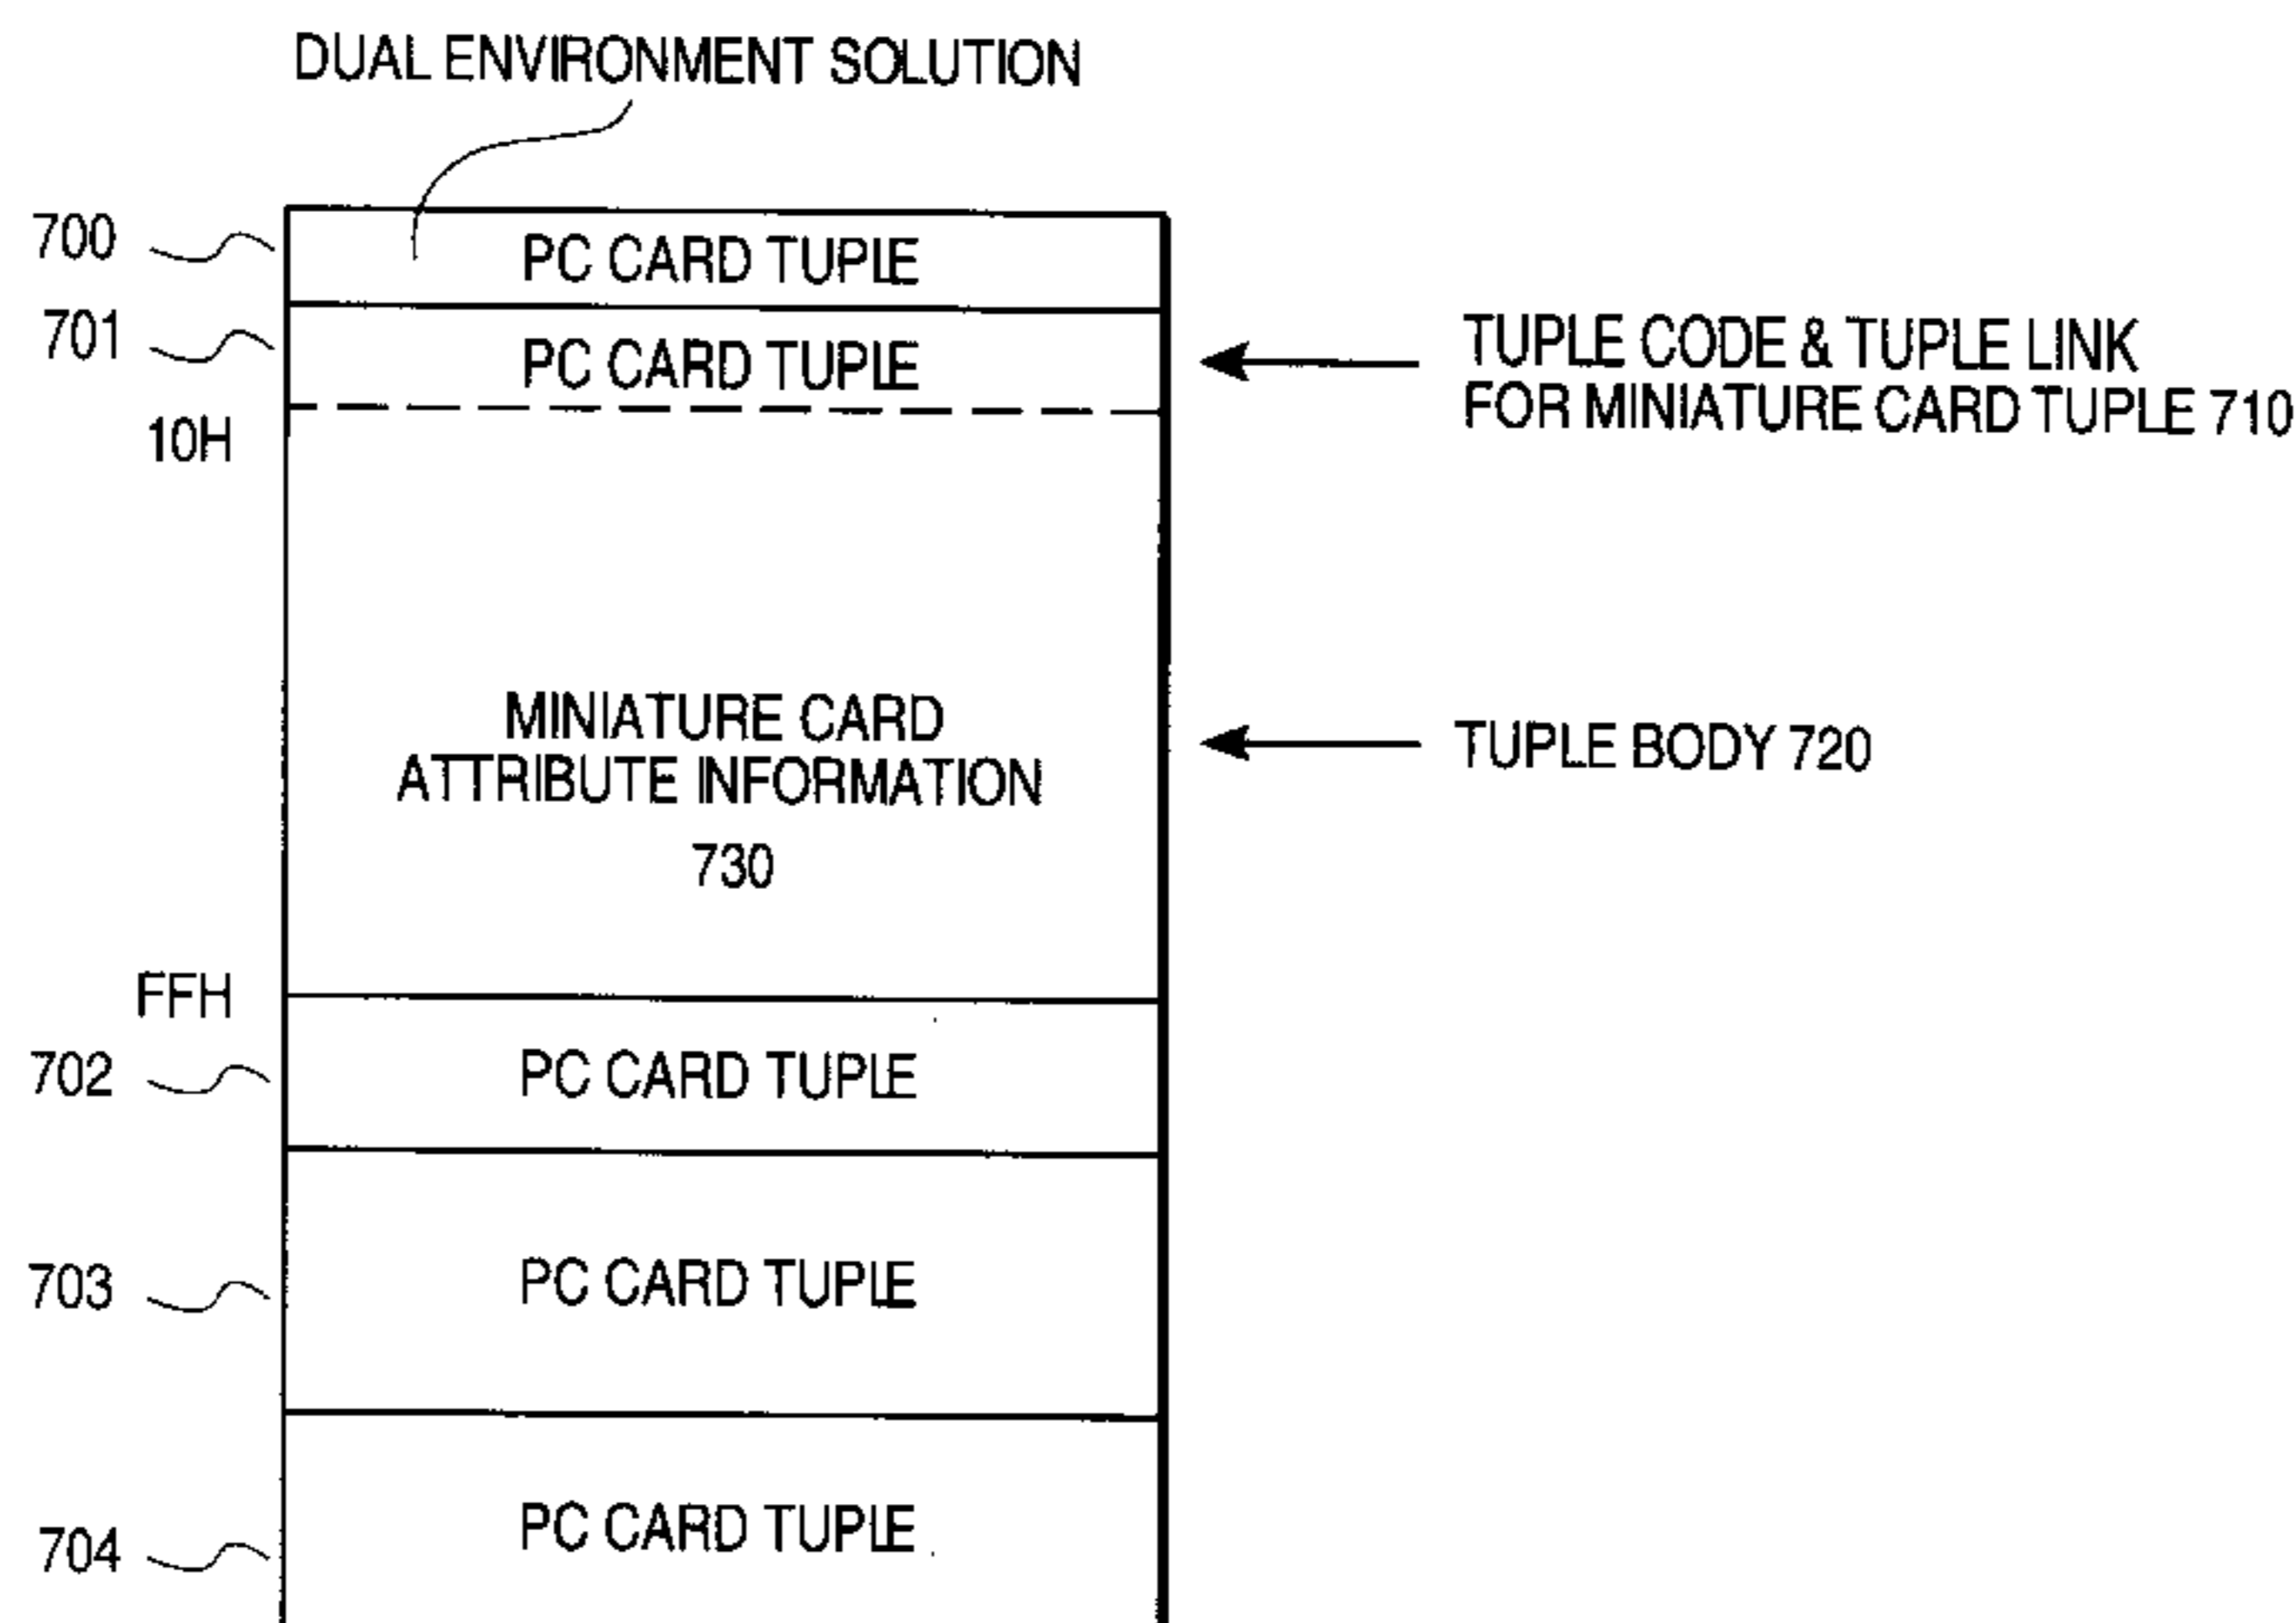 DUAL ENVIRONMENT SOLUTION
700
PC CARD TUPLE
701
PC CARD TUPLE
TUPLE CODE & TUPLE LINK
FOR MINIATURE CARD TUPLE 710
10H
MINIATURE CARD
ATTRIBUTE INFORMATION
730
TUPLE BODY 720
FFH
702
PC CARD TUPLE
703
PC CARD TUPLE
704
PC CARD TUPLE